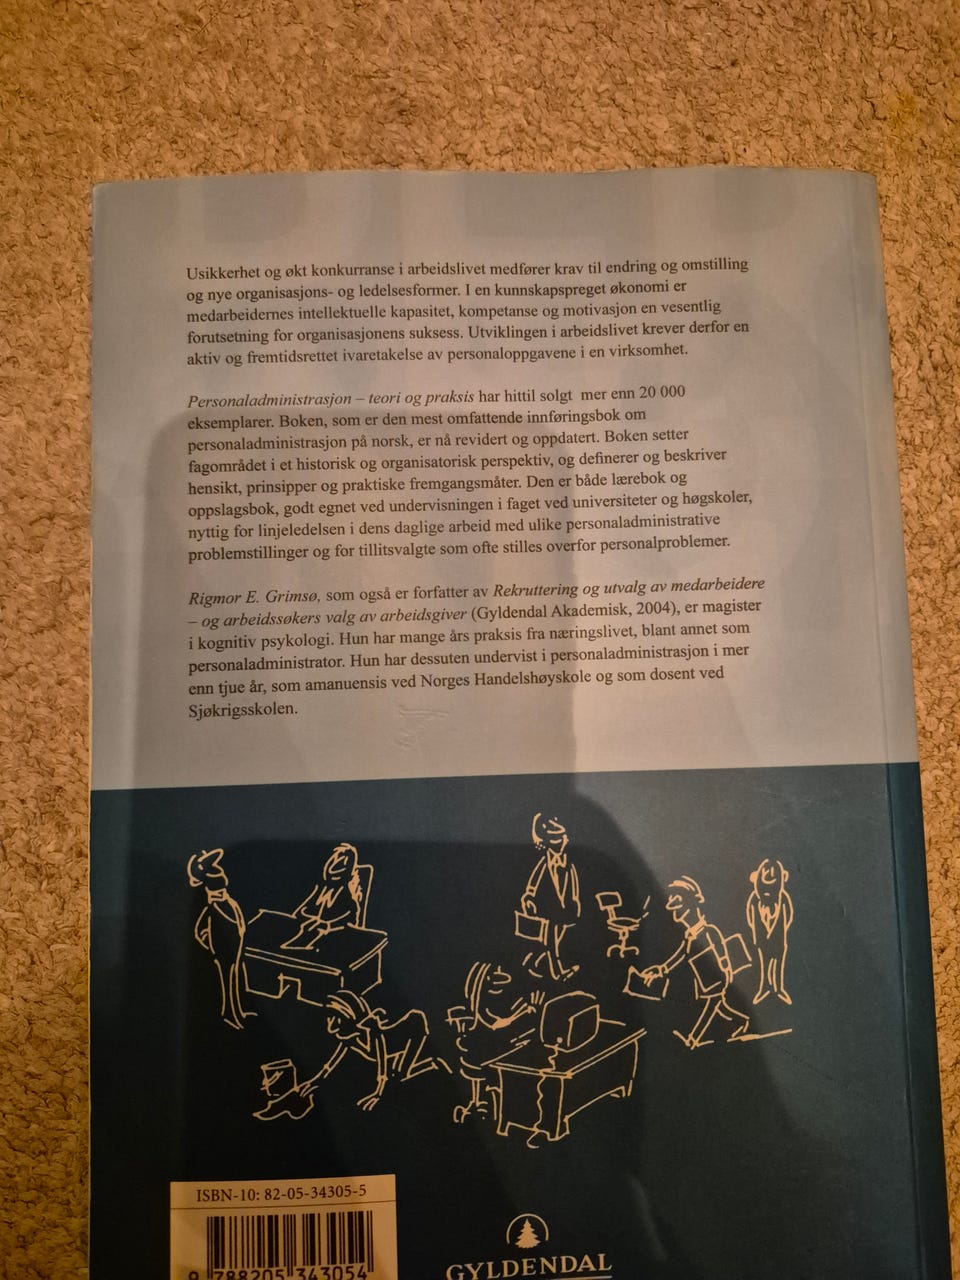 Usikkerhet og økt konkurranse i arbeidslivet medfører krav til endring og omstilling
og nye organisasjons- og ledelsesformer. I en kunnskapspreget økonomi er
medarbeidernes intellektuelle kapasitet, kompetanse og motivasjon en vesentlig
forutsetning for organisasjonens suksess. Utviklingen i arbeidslivet krever derfor en
aktiv og fremtidsrettet ivaretakelse av personaloppgavene i en virksomhet.
Personaladministrasjon – teori og praksis har hittil solgt mer enn 20 000
eksemplarer. Boken, som er den mest omfattende innføringsbok om
personaladministrasjon på norsk, er nå revidert og oppdatert. Boken setter
fagområdet i et historisk og organisatorisk perspektiv, og definerer og beskriver
hensikt, prinsipper og praktiske fremgangsmåter. Den er både lærebok og
oppslagsbok, godt egnet ved undervisningen i faget ved universiteter og høgskoler,
nyttig for linjeledelsen i dens daglige arbeid med ulike personaladministrative
problemstillinger og for tillitsvalgte som ofte stilles overfor personalproblemer.
Rigmor E. Grimsø, som også er forfatter av Rekruttering og utvalg av medarbeidere
– og arbeidssøkers valg av arbeidsgiver (Gyldendal Akademisk, 2004), er magister
i kognitiv psykologi. Hun har mange års praksis fra næringslivet, blant annet som
personaladministrator. Hun har dessuten undervist i personaladministrasjon i mer
enn tjue år, som amanuensis ved Norges Handelshøyskole og som dosent ved
Sjøkrigsskolen.
ISBN-10: 82-05-34305-5
9 788205 343054
GYLDENDAL